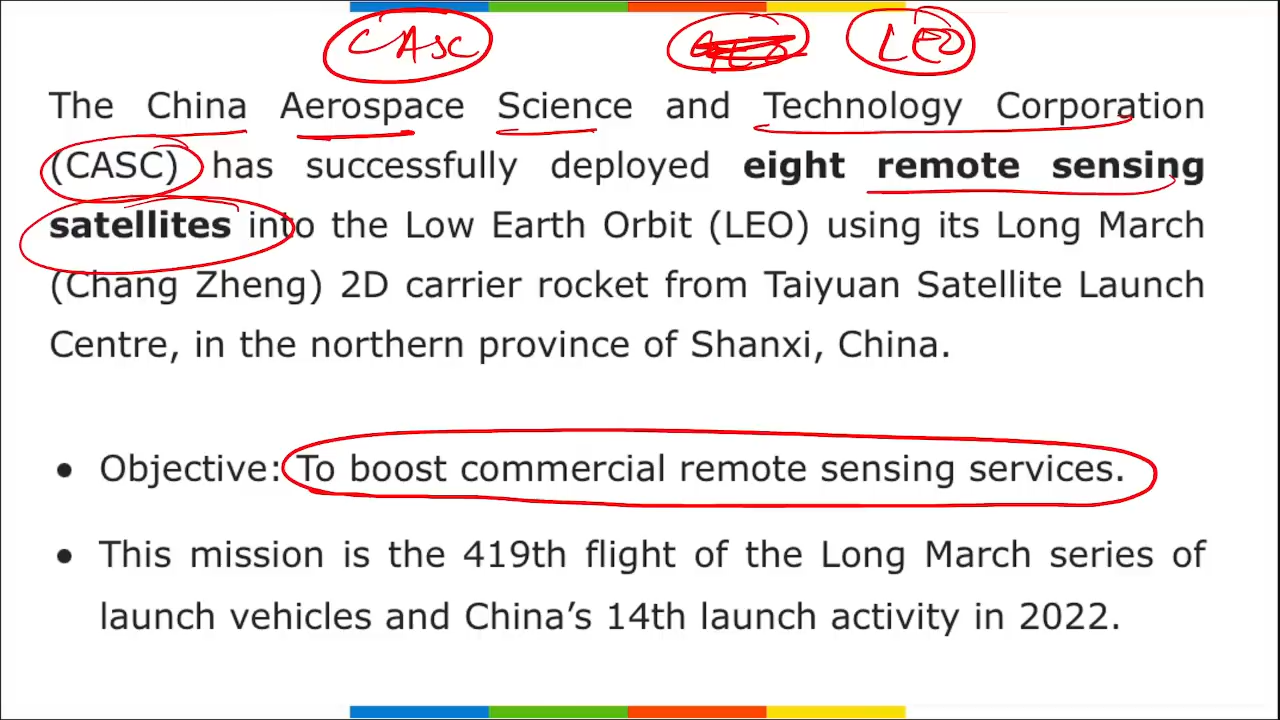 CASC LEO
The China Aerospace Science and Technology Corporation
(CASC) has successfully deployed eight remote sensing
satellites into the Low Earth Orbit (LEO) using its Long March
(Chang Zheng) 2D carrier rocket from Taiyuan Satellite Launch
Centre, in the northern province of Shanxi, China.
● Objective: To boost commercial remote sensing services.
● This mission is the 419th flight of the Long March series of
launch vehicles and China's 14th launch activity in 2022.